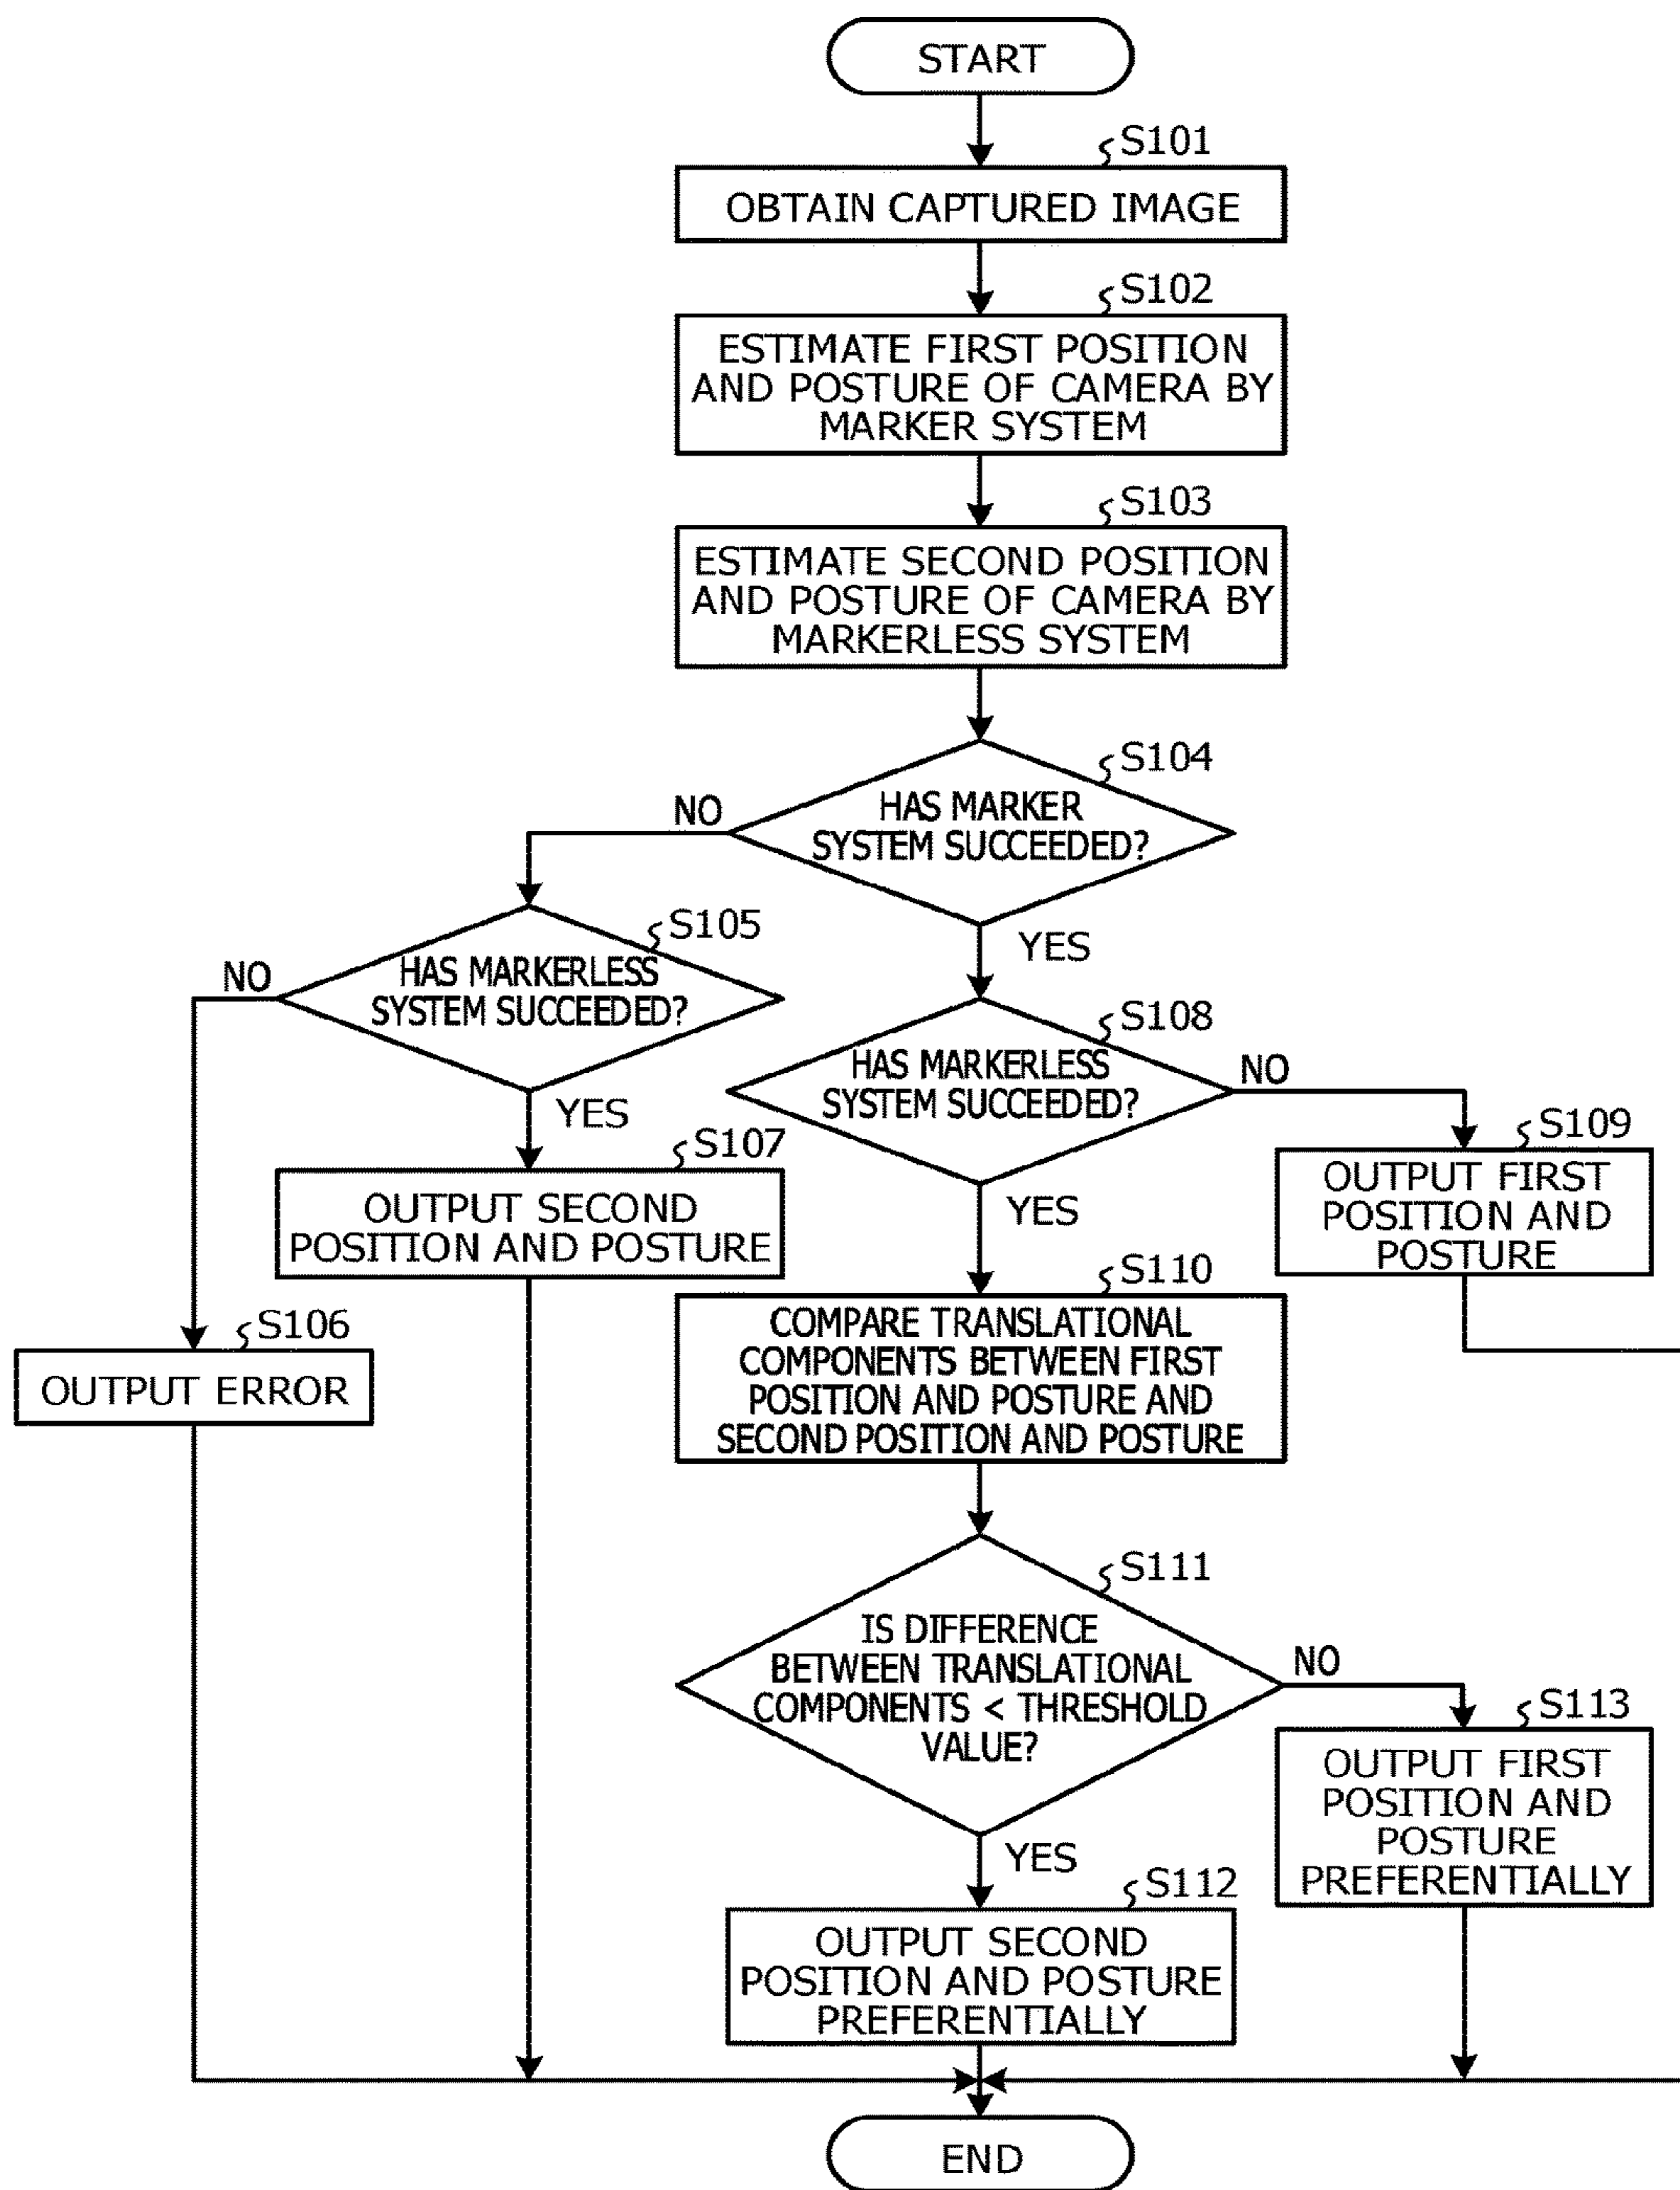 START
S101
OBTAIN CAPTURED IMAGE
S102
ESTIMATE FIRST POSITION
AND POSTURE OF CAMERA BY
MARKER SYSTEM
S103
ESTIMATE SECOND POSITION
AND POSTURE OF CAMERA BY
MARKERLESS SYSTEM
S104
HAS MARKER
SYSTEM SUCCEEDED?
NO
YES
S105
HAS MARKERLESS
SYSTEM SUCCEEDED?
NO
YES
S106
OUTPUT ERROR
S107
OUTPUT SECOND
POSITION AND POSTURE
S108
HAS MARKERLESS
SYSTEM SUCCEEDED?
NO
YES
S109
OUTPUT FIRST
POSITION AND
POSTURE
S110
COMPARE TRANSLATIONAL
COMPONENTS BETWEEN FIRST
POSITION AND POSTURE AND
SECOND POSITION AND POSTURE
S111
IS DIFFERENCE
BETWEEN TRANSLATIONAL
COMPONENTS < THRESHOLD
VALUE?
NO
YES
S112
OUTPUT SECOND
POSITION AND POSTURE
PREFERENTIALLY
S113
OUTPUT FIRST
POSITION AND
POSTURE
PREFERENTIALLY
END